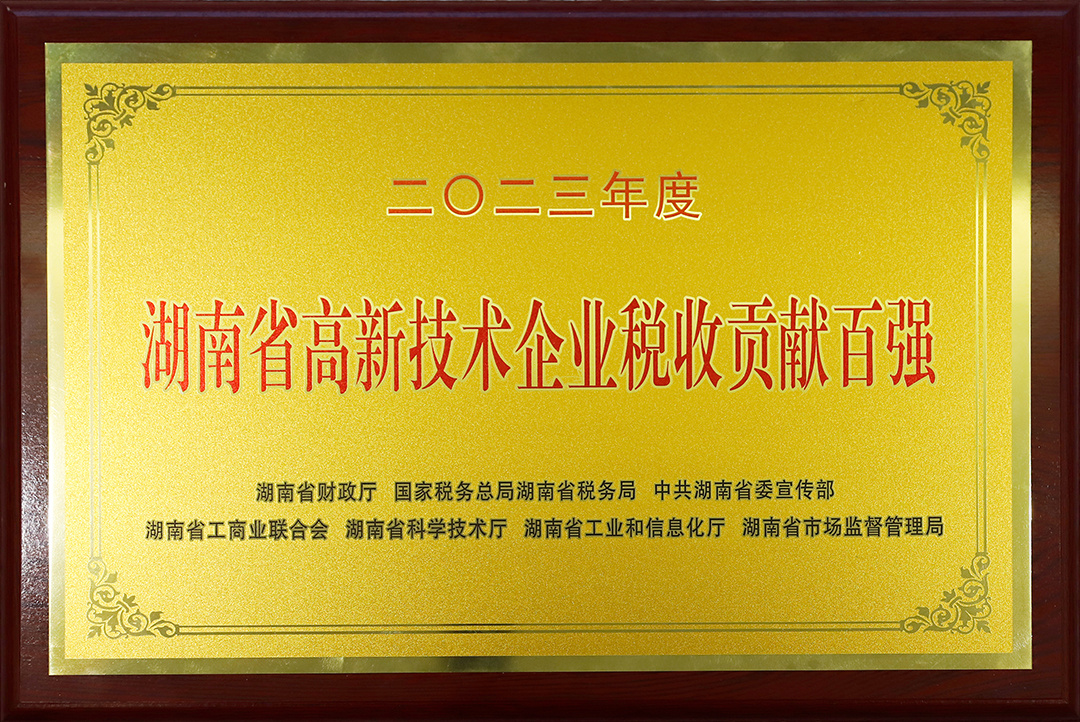 二〇二三年度
湖南省高新技术企业税收贡献百强
湖南省财政厅 国家税务总局湖南省税务局 中共湖南省委宣传部
湖南省工商业联合会 湖南省科学技术厅 湖南省工业和信息化厅 湖南省市场监督管理局